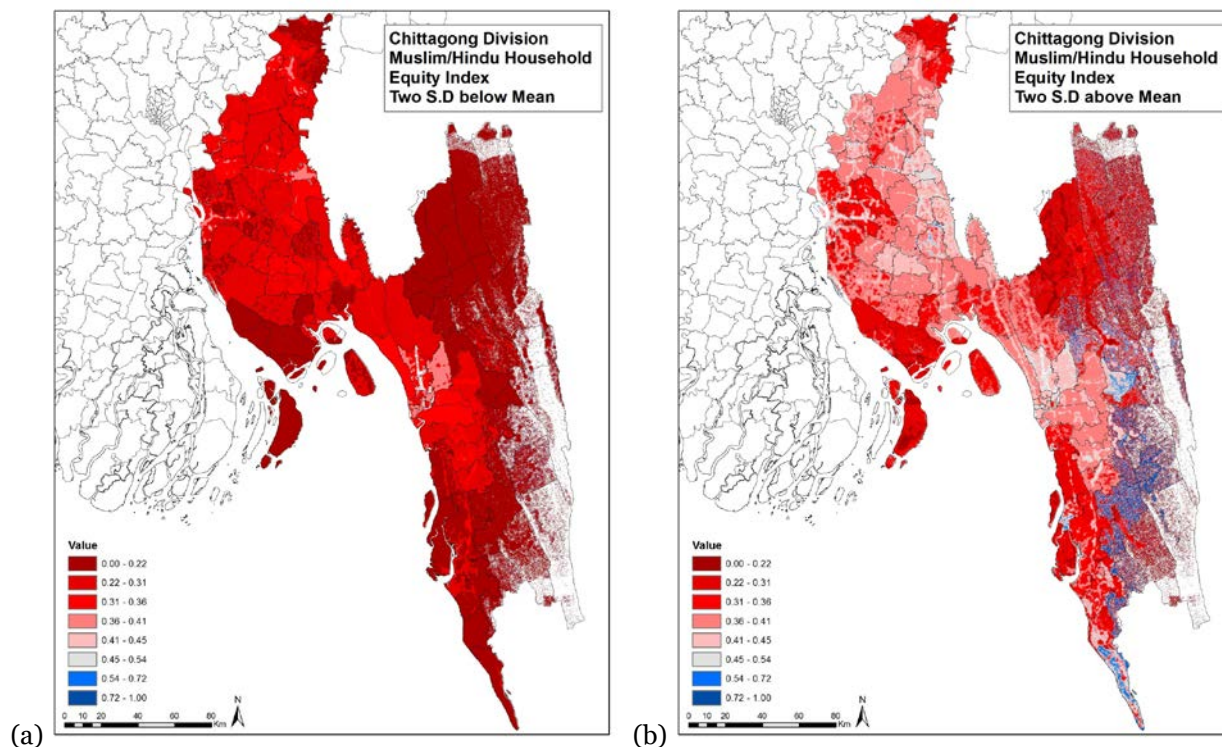 Chittagong Division
Muslim/Hindu Household
Equity Index
Two S.D below Mean
Value
0.00 - 0.22
0.22 - 0.31
0.31 - 0.36
0.36 - 0.41
0.41 - 0.45
0.45 - 0.54
0.54 - 0.72
0.72 - 1.00
N
0 10 20 40 60 80
Km
(a)
Chittagong Division
Muslim/Hindu Household
Equity Index
Two S.D above Mean
Value
0.00 - 0.22
0.22 - 0.31
0.31 - 0.36
0.36 - 0.41
0.41 - 0.45
0.45 - 0.54
0.54 - 0.72
0.72 - 1.00
N
0 10 20 40 60 80
Km
(b)